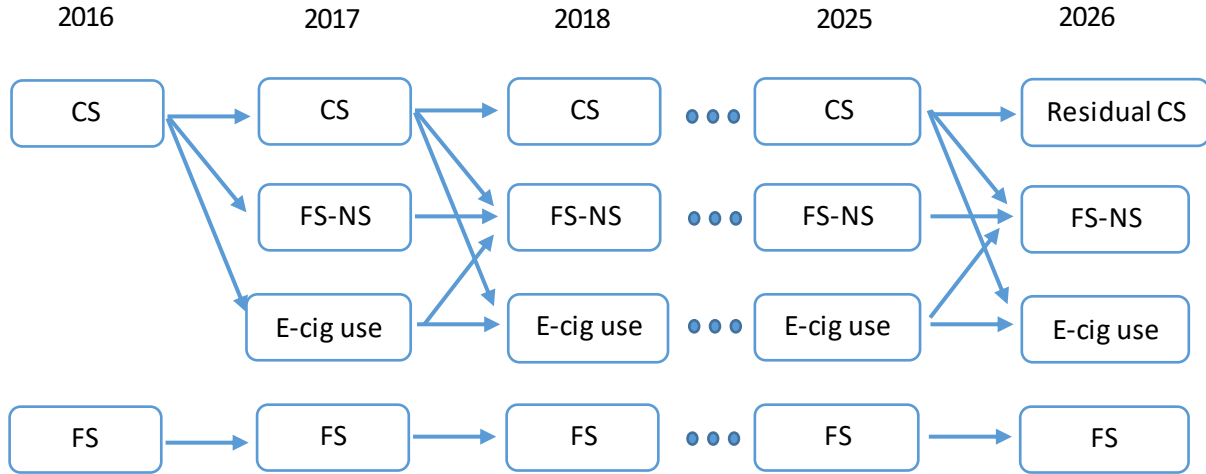 2016 2017 2018 2025 2026
CS CS CS CS Residual CS
FS-NS FS-NS FS-NS FS-NS
E-cig use E-cig use E-cig use E-cig use
FS FS FS FS FS